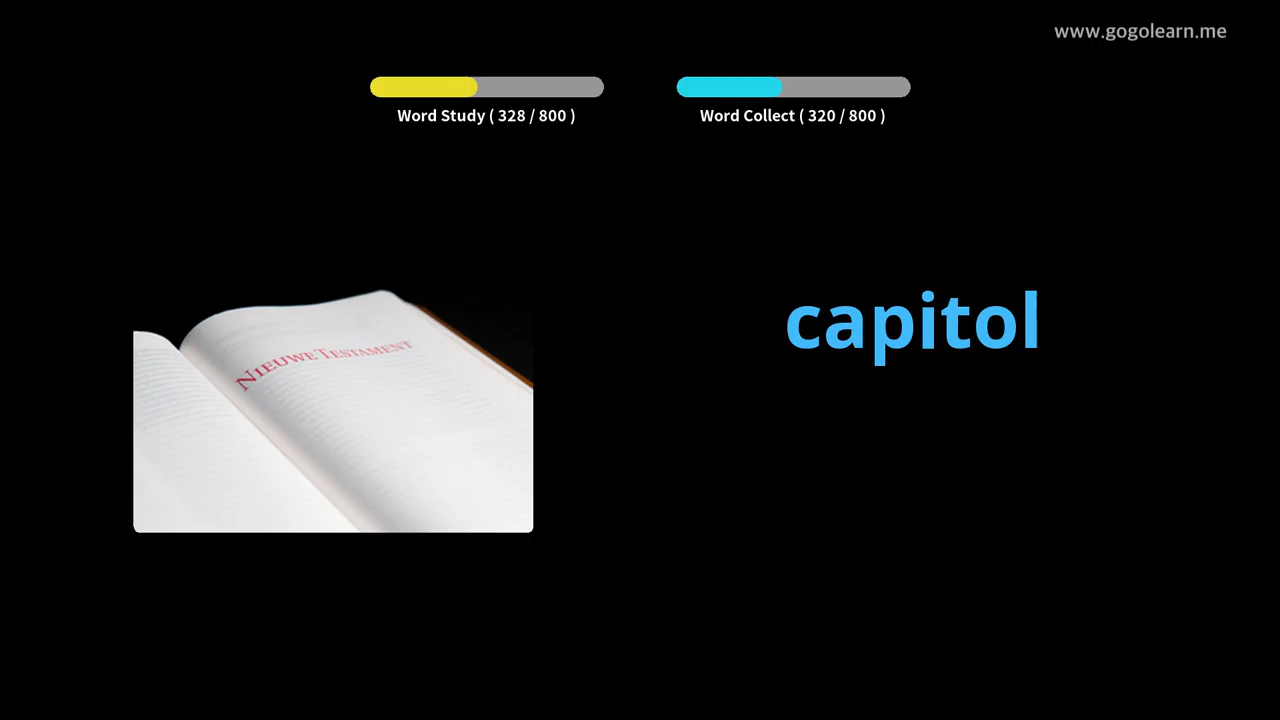 www.gogolearn.me
Word Study ( 328 / 800 )
Word Collect ( 320 / 800 )
NIEUWE TESTAMENT
capitol